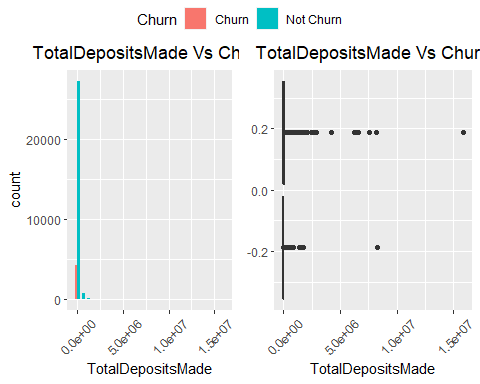 Churn Churn Not Churn
TotalDepositsMade Vs Ch
TotalDepositsMade Vs Chur
count
20000
10000
0
0.0e+00
5.0e+06
1.0e+07
1.5e+07
TotalDepositsMade
0.2
0.0
-0.2
0.0e+00
5.0e+06
1.0e+07
1.5e+07
TotalDepositsMade